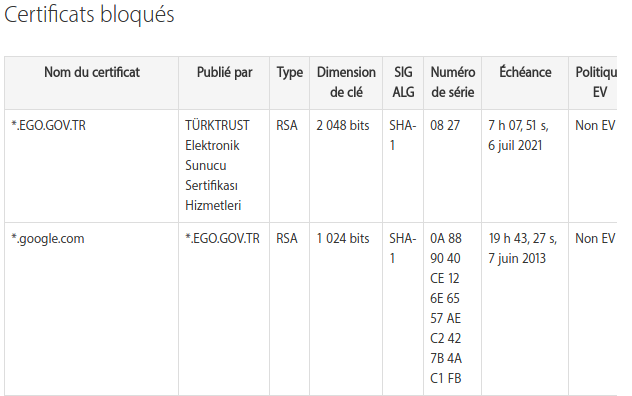 Certificats bloqués
Nom du certificat Publié par Type Dimension de clé SIG ALG Numéro de série Échéance Politiqu EV
*.EGO.GOV.TR TÜRKTRUST Elektronik Sunucu Sertifikası Hizmetleri RSA 2 048 bits SHA-1 08 27 7 h 07, 51 s, 6 juil 2021 Non EV
*.google.com *.EGO.GOV.TR RSA 1 024 bits SHA-1 0A 88 90 40 CE 12 6E 65 57 AE C2 42 7B 4A C1 FB 19 h 43, 27 s, 7 juin 2013 Non EV